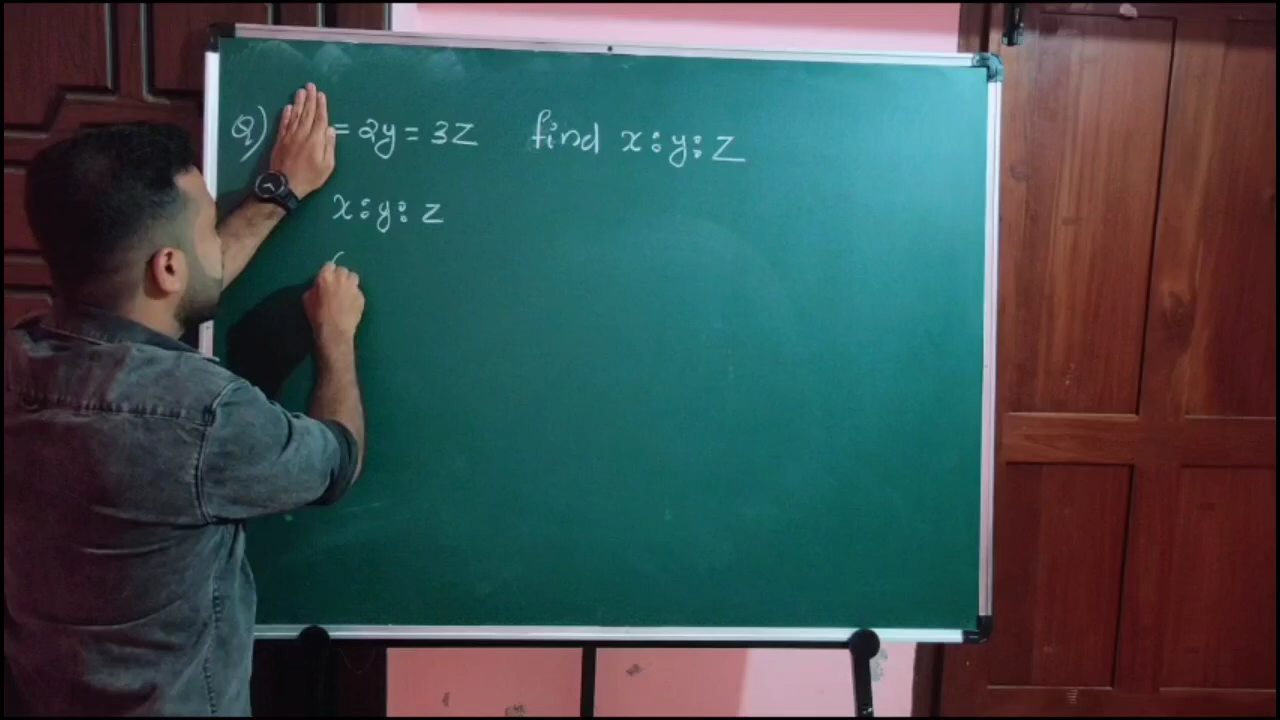 Q) = 2y = 3z find x:y:z
x:y:z